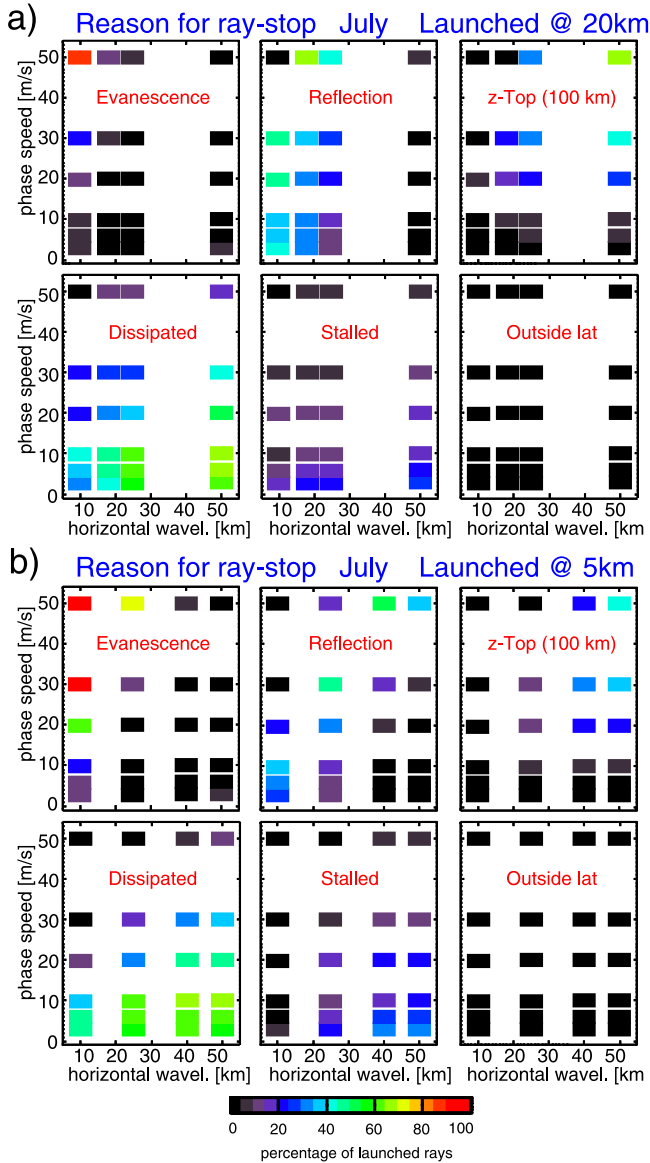 a)
Reason for ray-stop July Launched @ 20km
phase speed [m/s]
50
40
30
20
10
0
Evanescence
Reflection
z-Top (100 km)
phase speed [m/s]
50
40
30
20
10
0
Dissipated
Stalled
Outside lat
10 20 30 40 50 10 20 30 40 50 10 20 30 40 50
horizontal wavel. [km] horizontal wavel. [km] horizontal wavel. [km
b)
Reason for ray-stop July Launched @ 5km
phase speed [m/s]
50
40
30
20
10
0
Evanescence
Reflection
z-Top (100 km)
phase speed [m/s]
50
40
30
20
10
0
Dissipated
Stalled
Outside lat
10 20 30 40 50 10 20 30 40 50 10 20 30 40 50
horizontal wavel. [km] horizontal wavel. [km] horizontal wavel. [km
0 20 40 60 80 100
percentage of launched rays